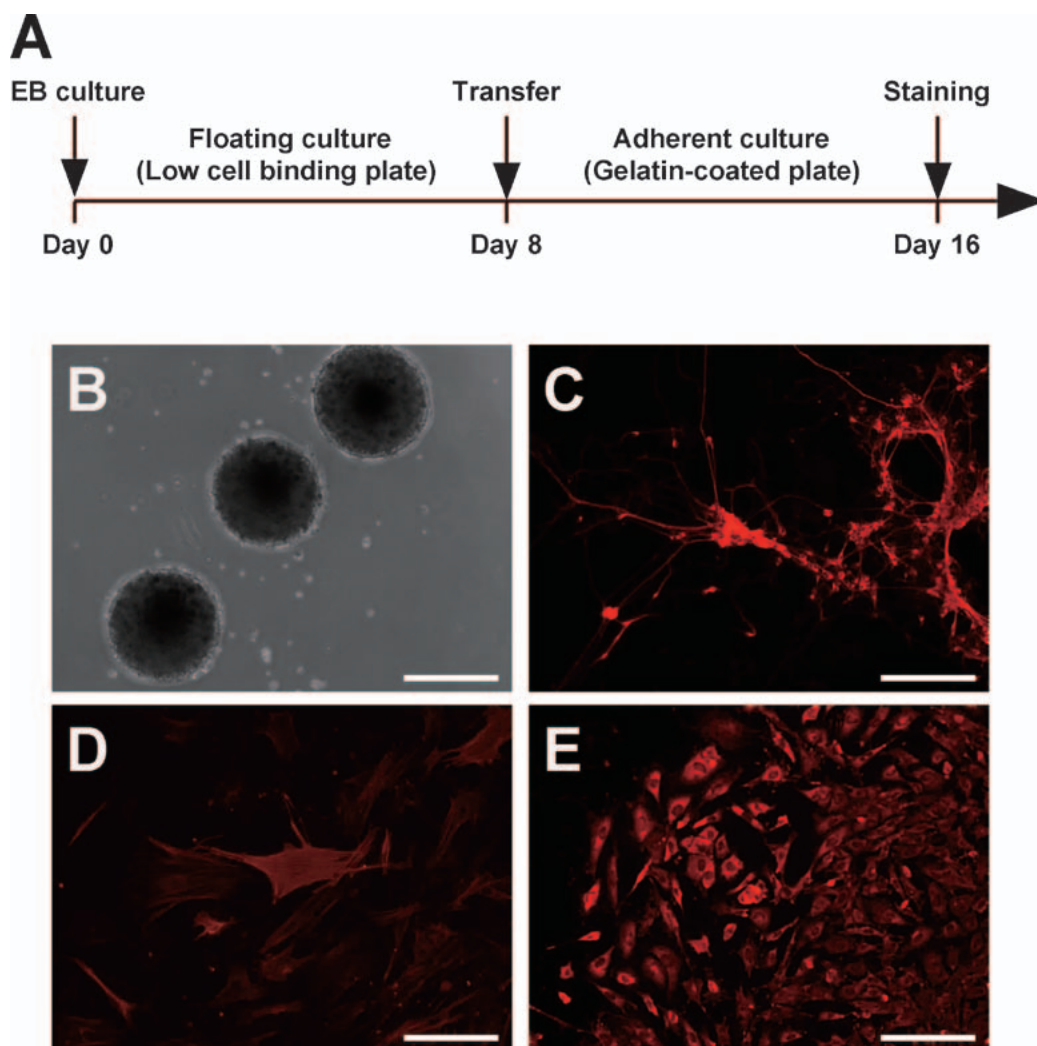 A
EB culture
Transfer
Staining
Floating culture
(Low cell binding plate)
Adherent culture
(Gelatin-coated plate)
Day 0
Day 8
Day 16
B
C
D
E